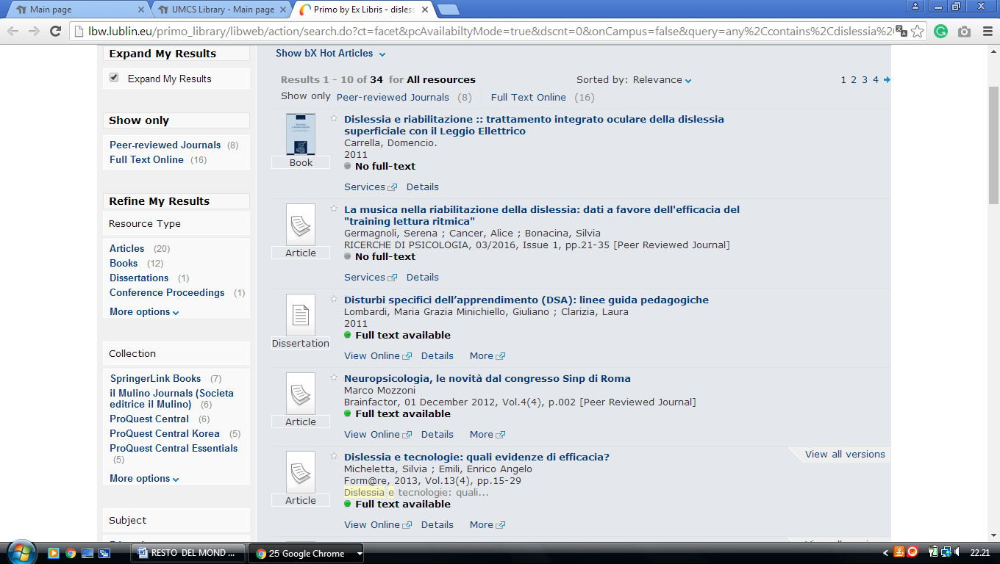 Main page
UMCS Library - Main page
Primo by Ex Libris - disless
lbw.lublin.eu/primo_library/libweb/action/search.do?ct=facet&pcAvailabiltyMode=true&dscnt=0&onCampus=false&query=any%2Ccontains%2Cdislessia%2
Expand My Results
Expand My Results
Show only
Peer-reviewed Journals (8)
Full Text Online (16)
Refine My Results
Resource Type
Articles (20)
Books (12)
Dissertations (1)
Conference Proceedings (1)
More options
Collection
SpringerLink Books (7)
il Mulino Journals (Societa
editrice il Mulino) (6)
ProQuest Central (6)
ProQuest Central Korea (5)
ProQuest Central Essentials
(5)
More options
Subject
Show bX Hot Articles
Results 1 - 10 of 34 for All resources
Sorted by: Relevance
1 2 3 4
Show only Peer-reviewed Journals (8) Full Text Online (16)
Book
Dislessia e riabilitazione :: trattamento integrato oculare della dislessia
superficiale con il Leggio Ellettrico
Carrella, Domencio.
2011
No full-text
Services Details
Article
La musica nella riabilitazione della dislessia: dati a favore dell'efficacia del
"training lettura ritmica"
Germagnoli, Serena ; Cancer, Alice ; Bonacina, Silvia
RICERCHE DI PSICOLOGIA, 03/2016, Issue 1, pp.21-35 [Peer Reviewed Journal]
No full-text
Services Details
Dissertation
Disturbi specifici dell’apprendimento (DSA): linee guida pedagogiche
Lombardi, Maria Grazia Minichiello, Giuliano ; Clarizia, Laura
2011
Full text available
View Online Details More
Article
Neuropsicologia, le novità dal congresso Sinp di Roma
Marco Mozzoni
Brainfactor, 01 December 2012, Vol.4(4), p.002 [Peer Reviewed Journal]
Full text available
View Online Details More
Article
Dislessia e tecnologie: quali evidenze di efficacia?
View all versions
Micheletta, Silvia ; Emili, Enrico Angelo
Form@re, 2013, Vol.13(4), pp.15-29
Dislessia e tecnologie: quali...
Full text available
View Online Details More
RESTO DEL MOND ...
25 Google Chrome
22.21